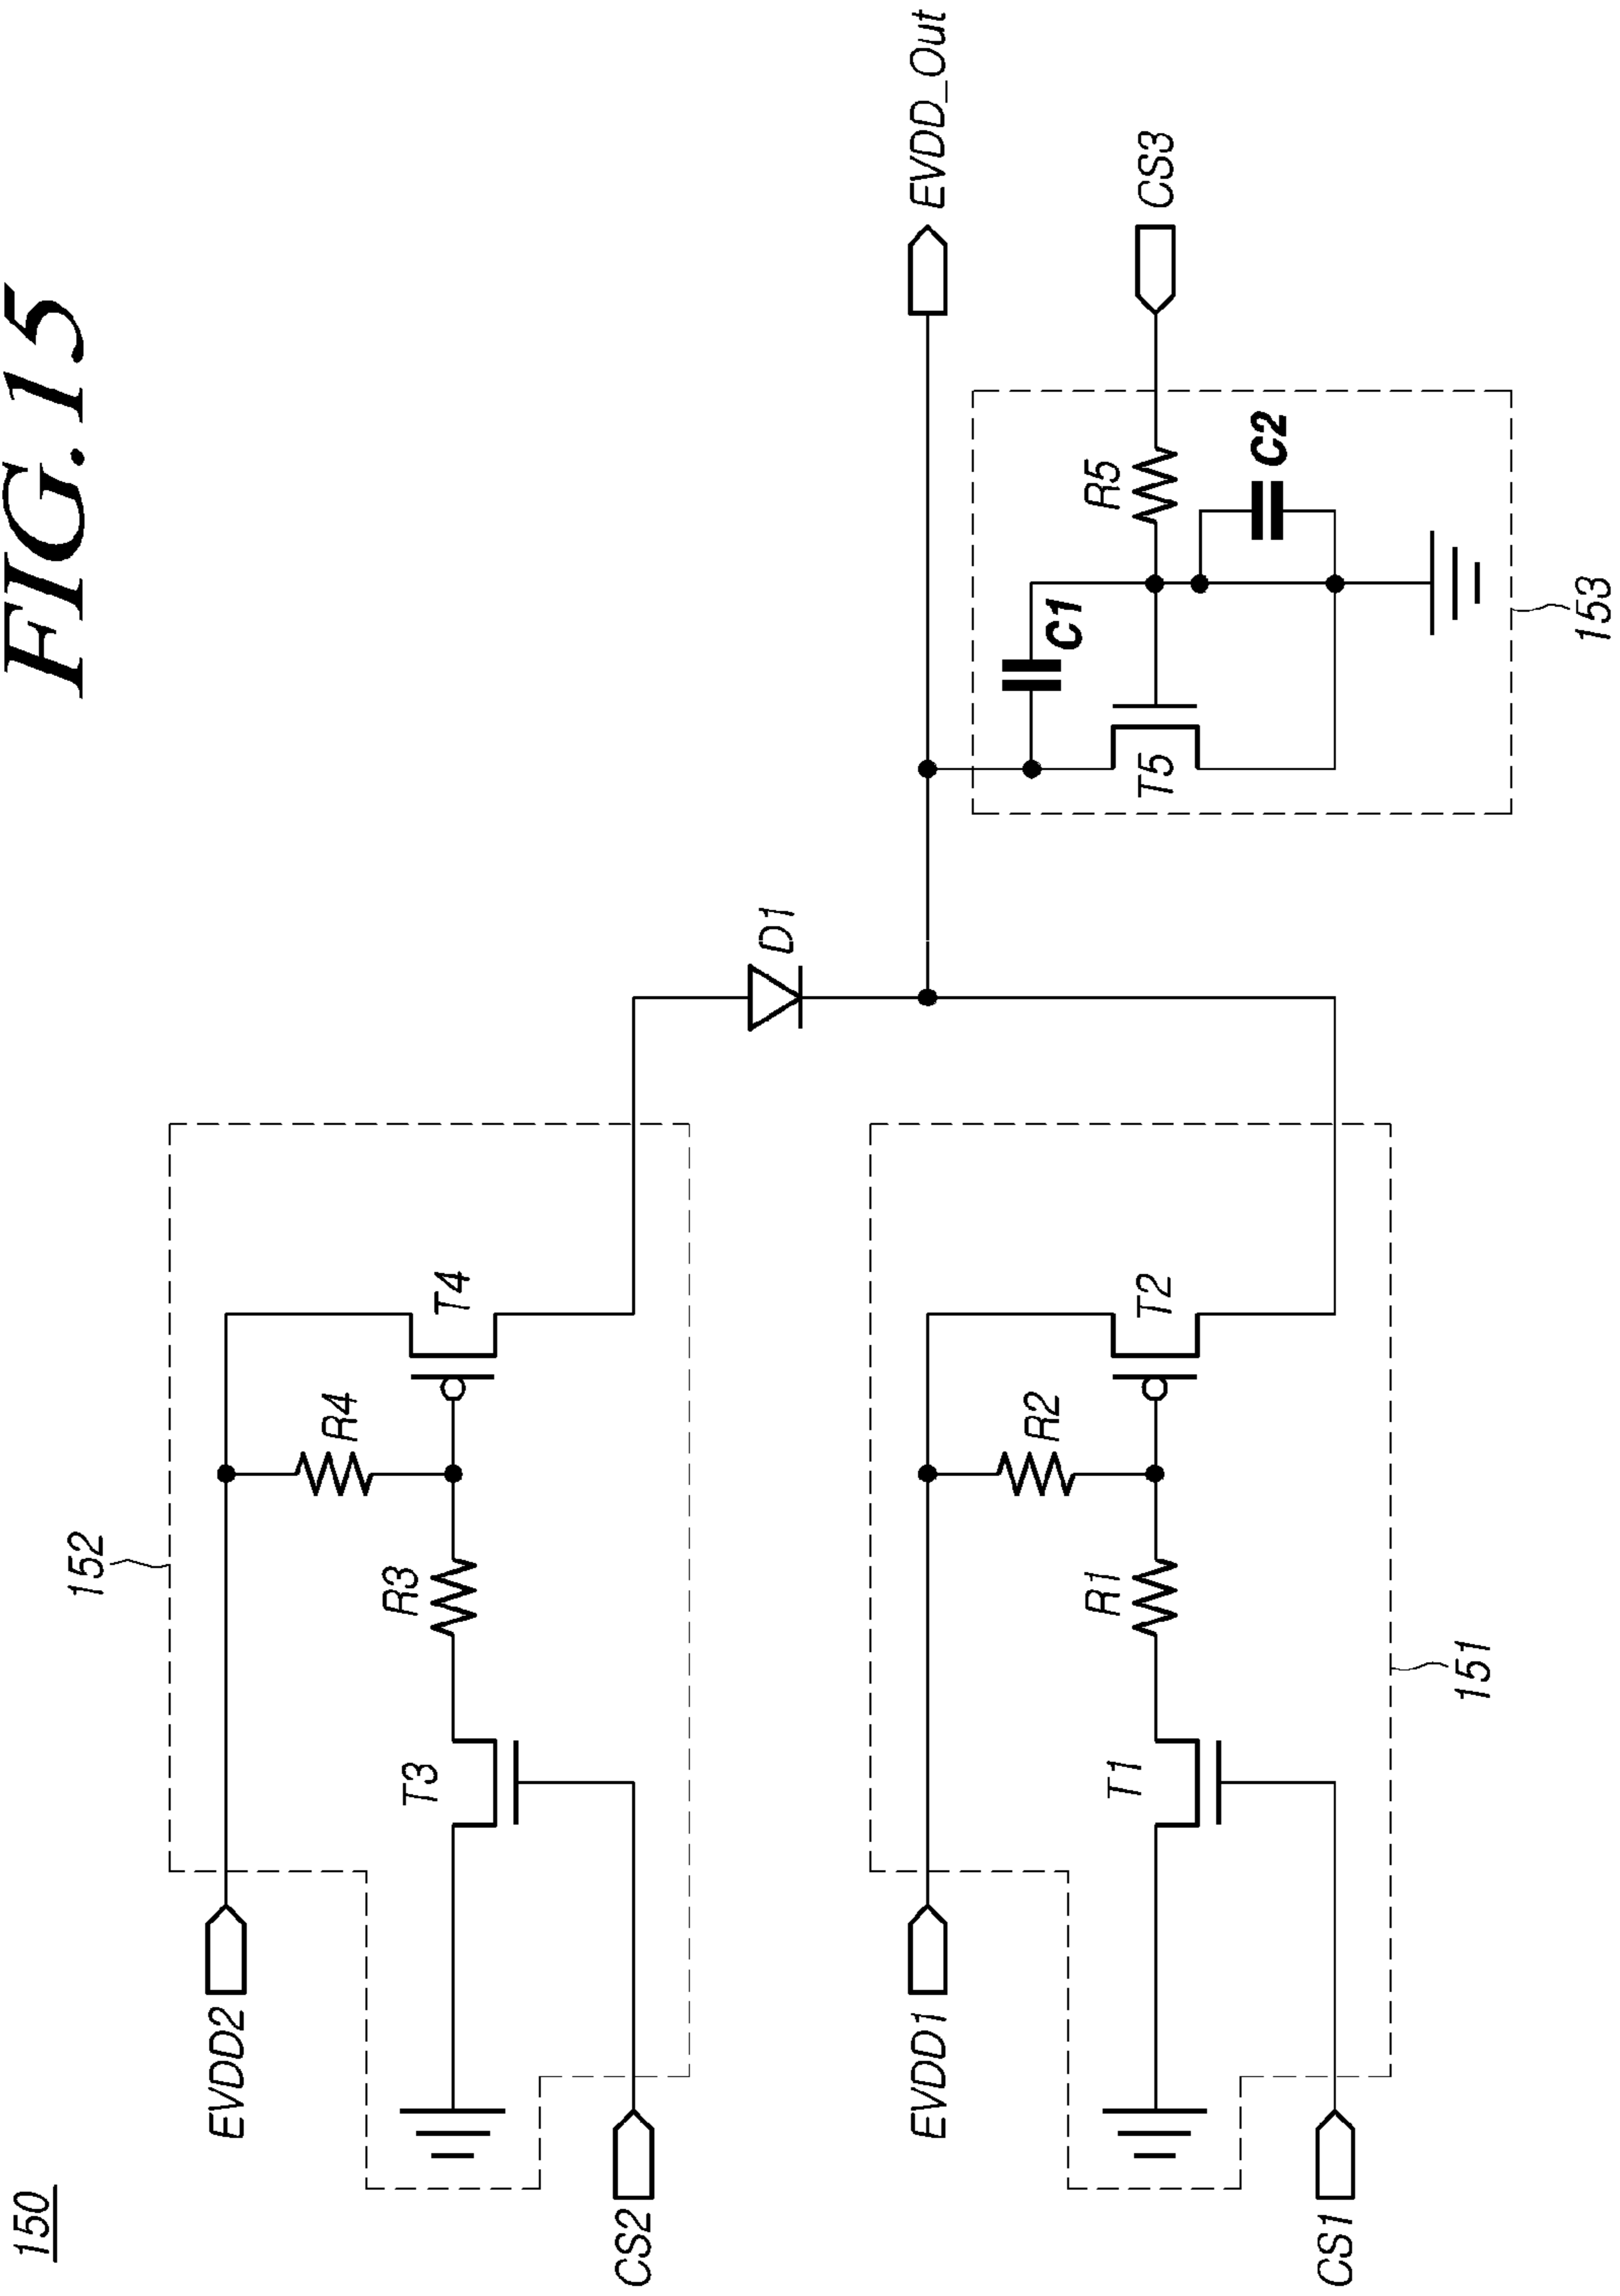 FIG.15
150
152
EVDD2
R4
T4
R3
T3
CS2
D1
EVDD_Out
CS3
R5
C1
C2
T5
153
EVDD1
R2
T2
R1
T1
CS1
151